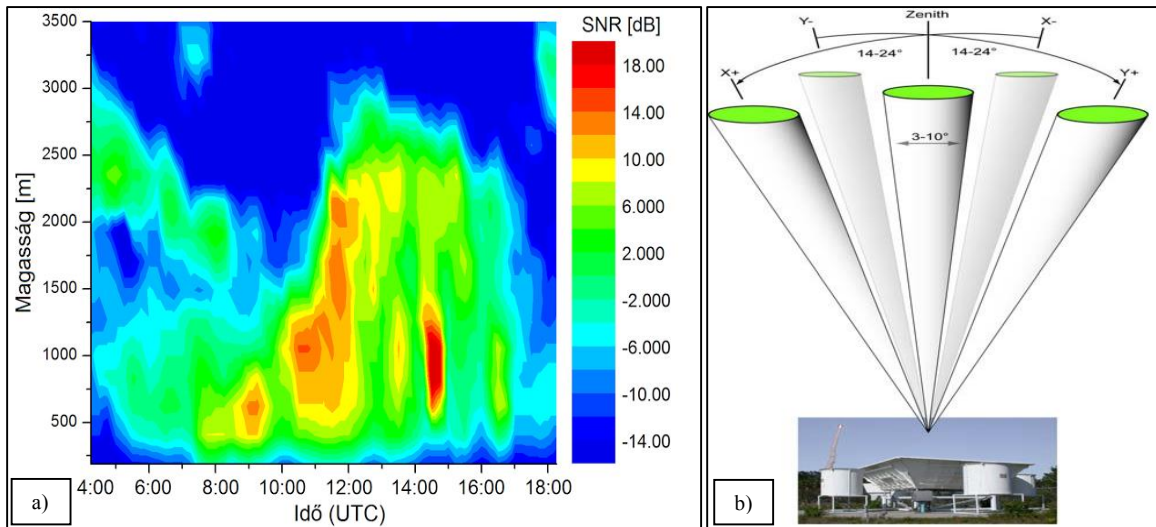 SNR [dB]
3500
3000
2500
2000
1500
1000
500
Magasság [m]
4:00 6:00 8:00 10:00 12:00 14:00 16:00 18:00
Idő (UTC)
18.00
14.00
10.00
6.000
2.000
-2.000
-6.000
-10.00
-14.00
a)
Zenith
Y- X-
14-24° 14-24°
X+ Y+
3-10°
b)